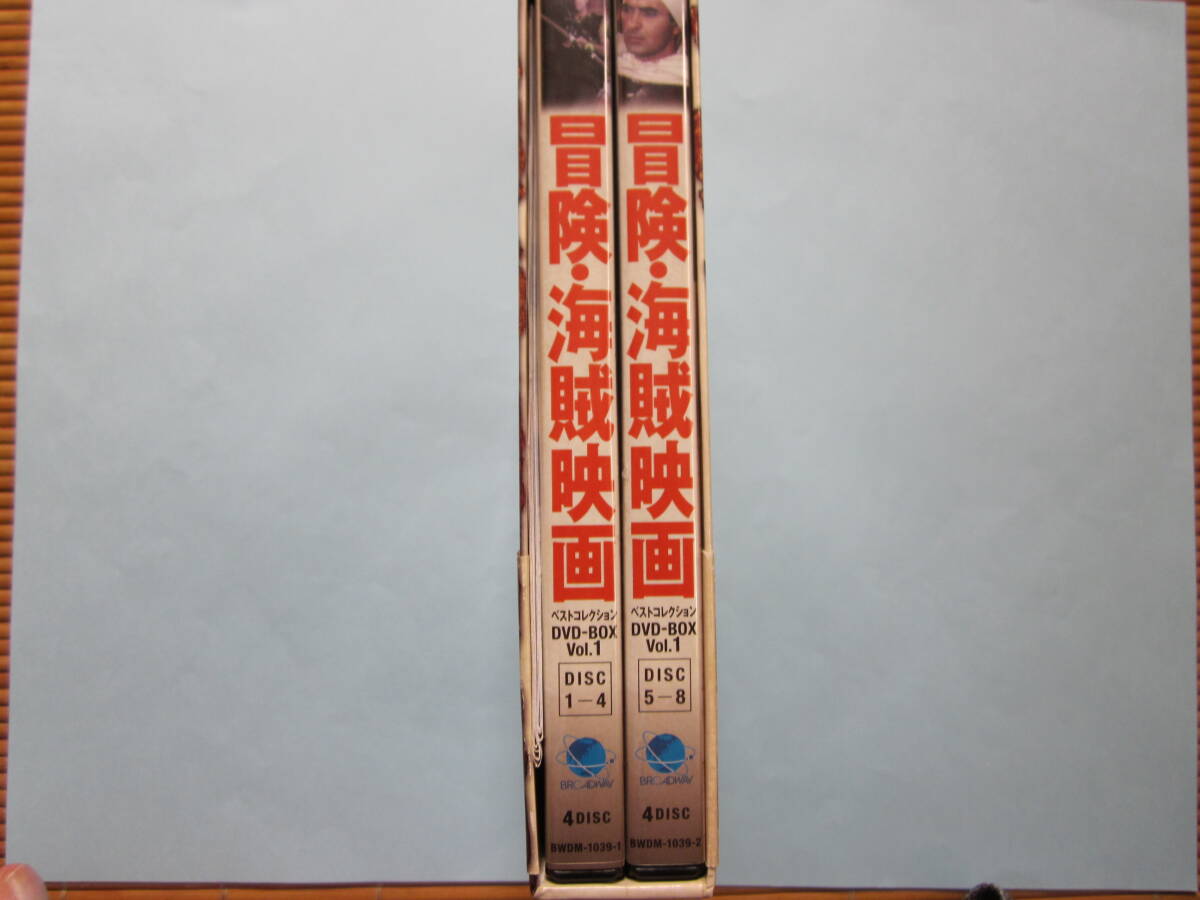 冒険・海賊映画
ベストコレクション
DVD-BOX
Vol.1
DISC
1-4
BROADWAY
4DISC
BWDM-1039-1
冒険・海賊映画
ベストコレクション
DVD-BOX
Vol.1
DISC
5-8
BROADWAY
4DISC
BWDM-1039-2